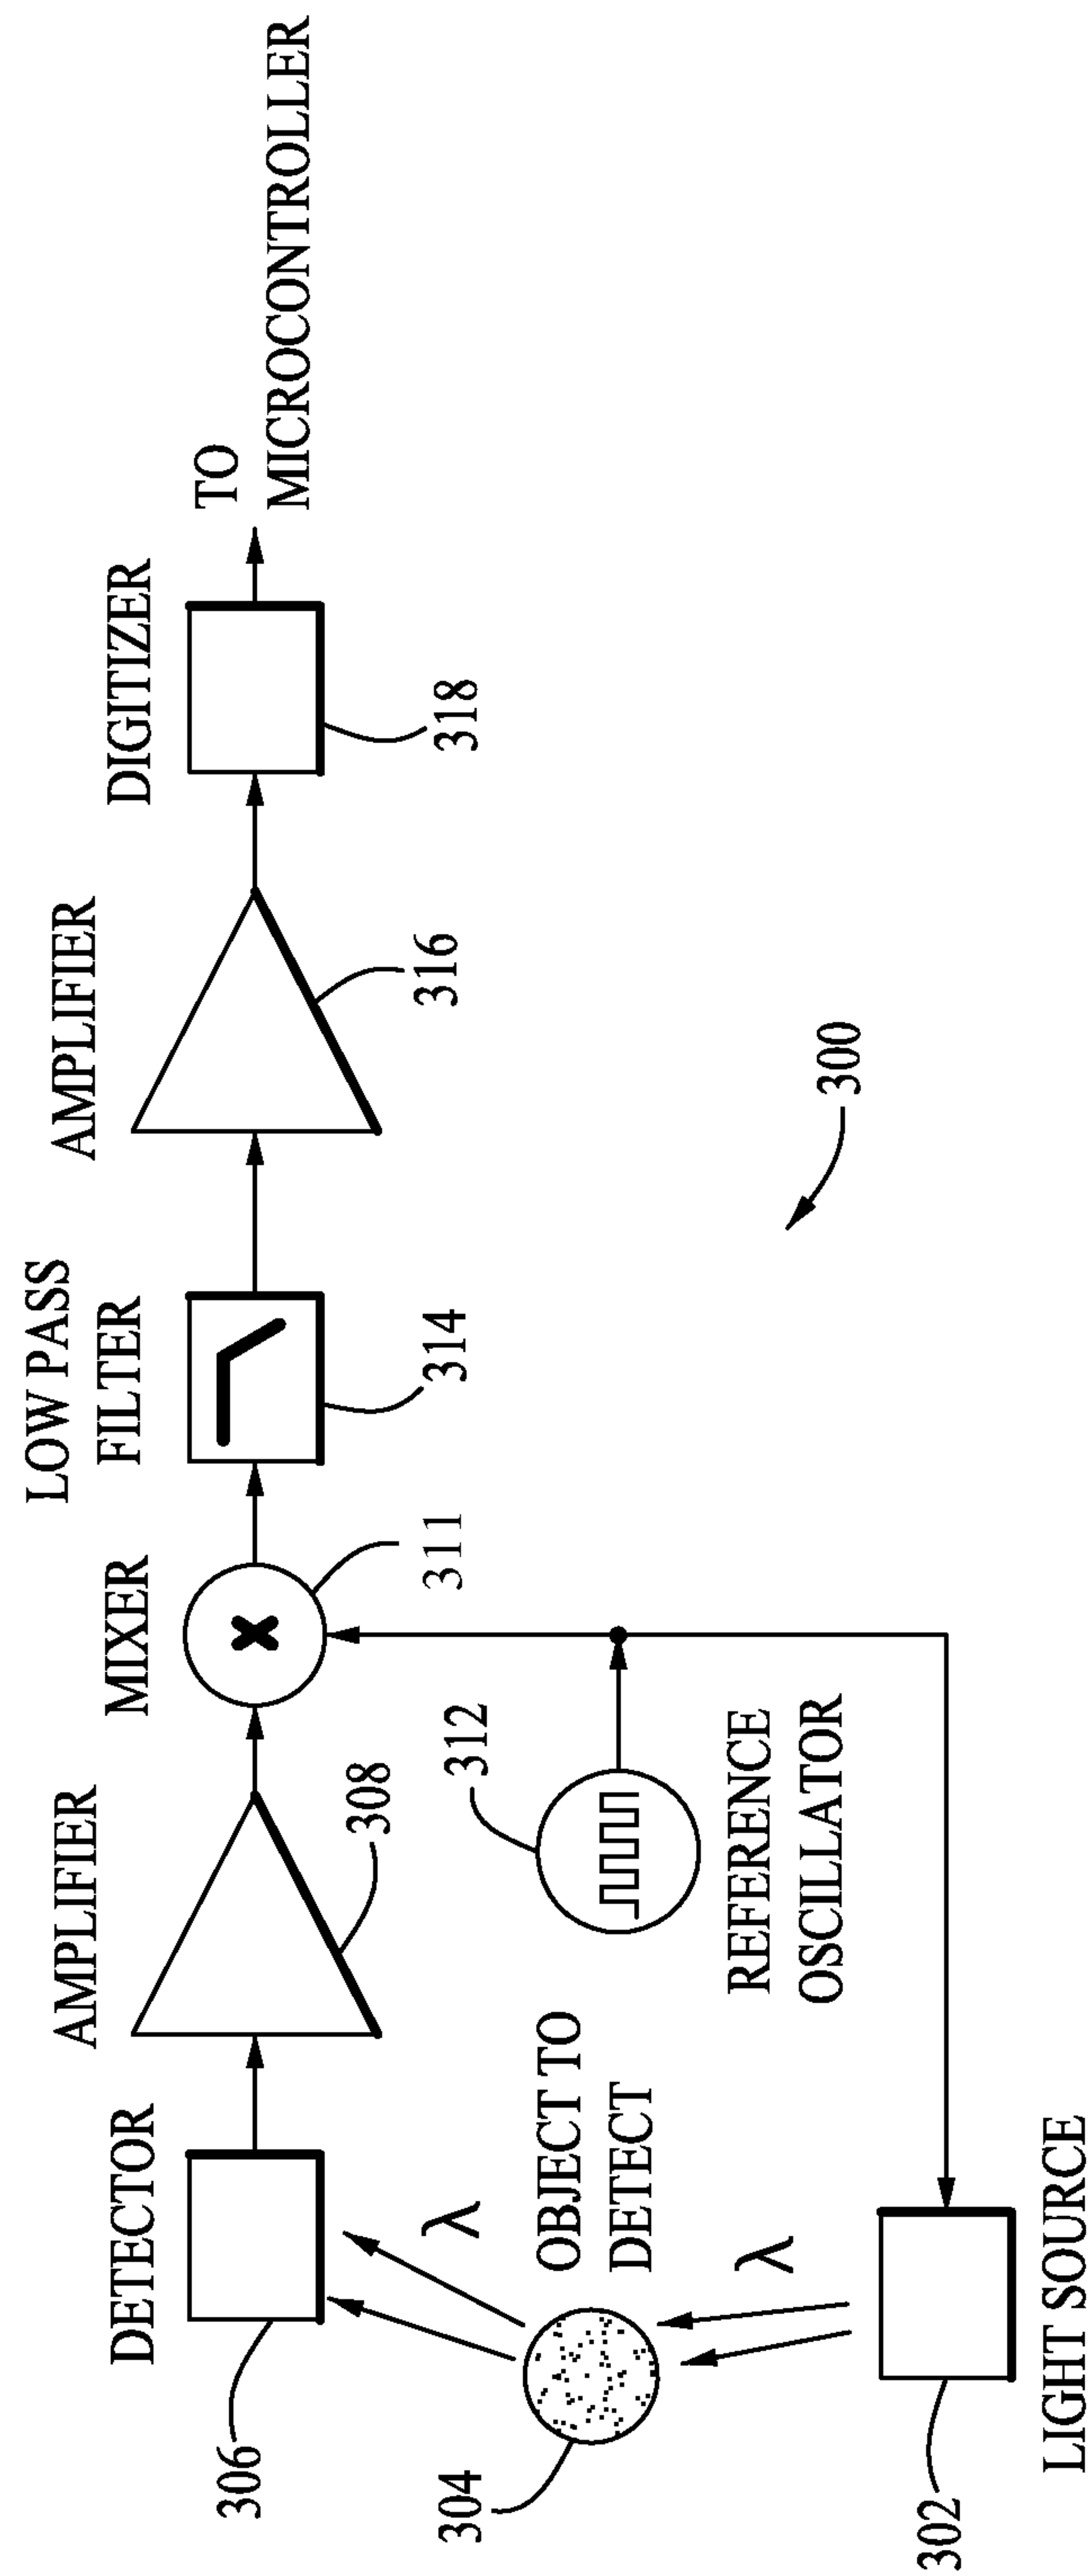 DETECTOR
306
AMPLIFIER
308
MIXER
x
311
LOW PASS
FILTER
314
AMPLIFIER
316
DIGITIZER
318
TO
MICROCONTROLLER
λ
304
OBJECT TO
DETECT
λ
302
LIGHT SOURCE
312
REFERENCE
OSCILLATOR
300